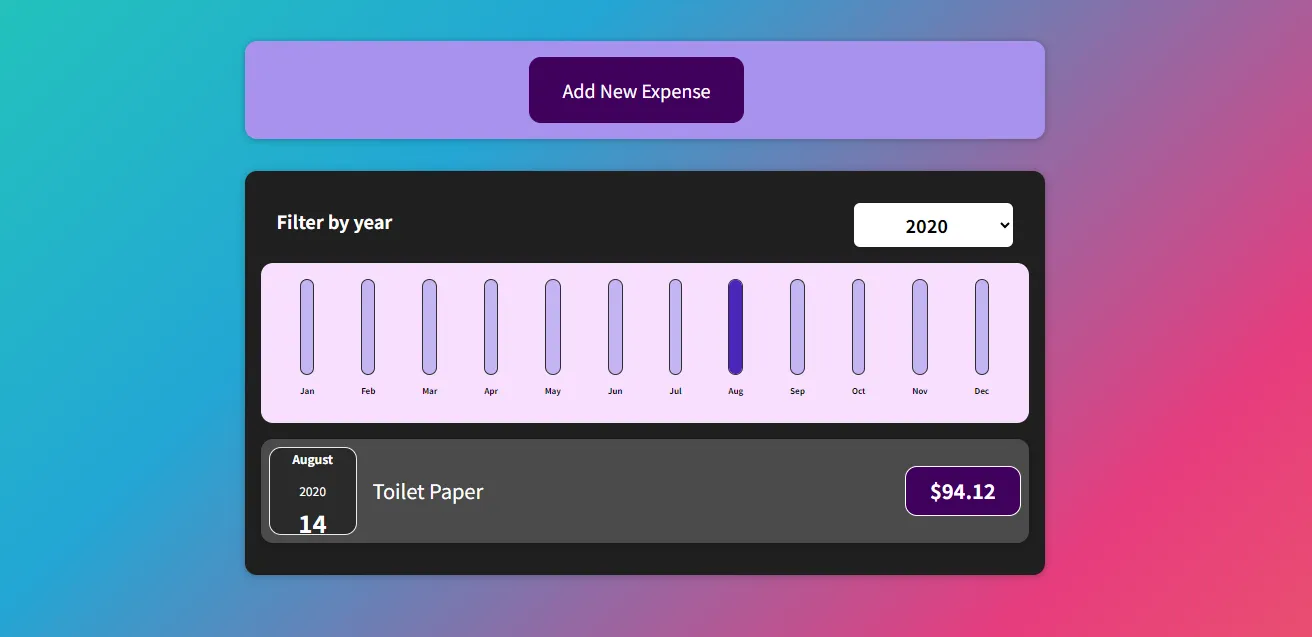 Add New Expense
Filter by year
2020
Jan Feb Mar Apr May Jun Jul Aug Sep Oct Nov Dec
August
2020
14
Toilet Paper
$94.12